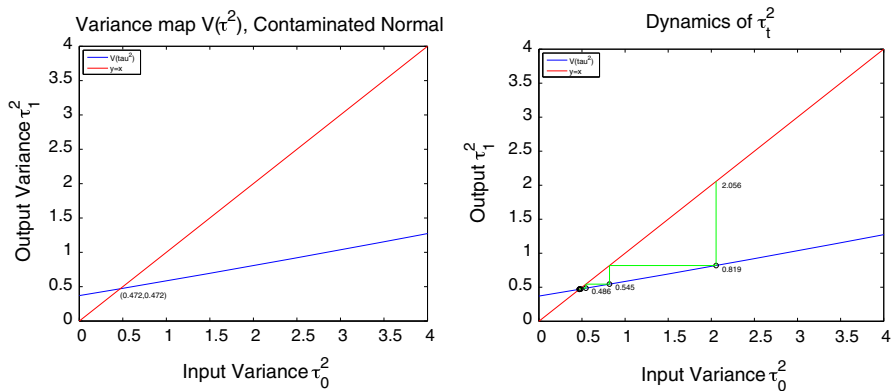 Variance map V(τ²), Contaminated Normal
V(tau²)
y=x
4
3.5
3
2.5
2
1.5
1
0.5
0
(0.472,0.472)
0 0.5 1 1.5 2 2.5 3 3.5 4
Output Variance τ₁²
Input Variance τ₀²
Dynamics of τₜ²
V(tau²)
y=x
4
3.5
3
2.5
2
1.5
1
0.5
0
2.056
0.819
0.545
0.486
0 0.5 1 1.5 2 2.5 3 3.5 4
Output τ₁²
Input Variance τ₀²